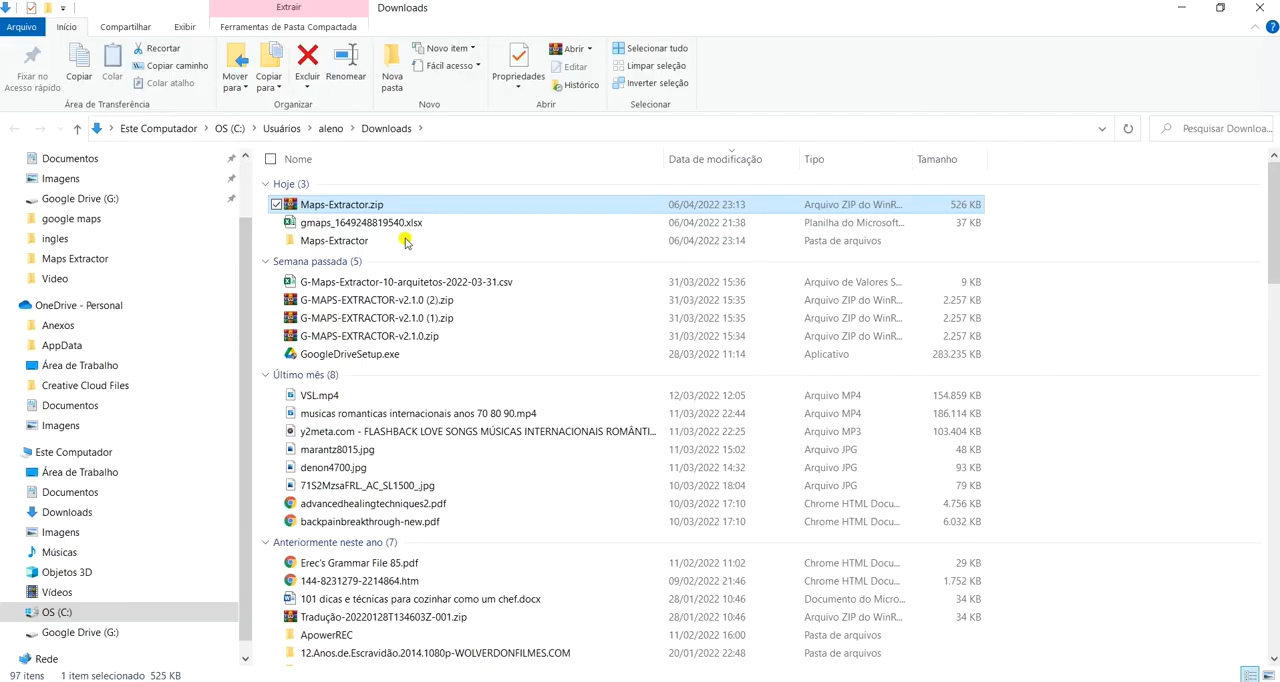 Extrair
Downloads
Arquivo
Início
Compartilhar
Exibir
Ferramentas de Pasta Compactada
Fixar no
Acesso rápido
Copiar
Colar
Recortar
Copiar caminho
Colar atalho
Área de Transferência
Mover
para
Copiar
para
Excluir
Renomear
Organizar
Nova
pasta
Novo item
Fácil acesso
Novo
Propriedades
Abrir
Editar
Histórico
Abrir
Selecionar tudo
Limpar seleção
Inverter seleção
Selecionar
Este Computador > OS (C:) > Usuários > aleno > Downloads >
Pesquisar Downloa...
Documentos
Imagens
Google Drive (G:)
google maps
ingles
Maps Extractor
Video
OneDrive - Personal
Anexos
AppData
Área de Trabalho
Creative Cloud Files
Documentos
Imagens
Este Computador
Área de Trabalho
Documentos
Downloads
Imagens
Músicas
Objetos 3D
Vídeos
OS (C:)
Google Drive (G:)
Rede
Nome Data de modificação Tipo Tamanho
Hoje (3)
Maps-Extractor.zip 06/04/2022 23:13 Arquivo ZIP do WinR... 526 KB
gmaps_1649248819540.xlsx 06/04/2022 21:38 Planilha do Microsoft... 37 KB
Maps-Extractor 06/04/2022 23:14 Pasta de arquivos
Semana passada (5)
G-Maps-Extractor-10-arquitetos-2022-03-31.csv 31/03/2022 15:36 Arquivo de Valores S... 9 KB
G-MAPS-EXTRACTOR-v2.1.0 (2).zip 31/03/2022 15:35 Arquivo ZIP do WinR... 2.257 KB
G-MAPS-EXTRACTOR-v2.1.0 (1).zip 31/03/2022 15:35 Arquivo ZIP do WinR... 2.257 KB
G-MAPS-EXTRACTOR-v2.1.0.zip 31/03/2022 15:34 Arquivo ZIP do WinR... 2.257 KB
GoogleDriveSetup.exe 28/03/2022 11:14 Aplicativo 283.235 KB
Último mês (8)
VSL.mp4 12/03/2022 12:05 Arquivo MP4 154.859 KB
musicas romanticas internacionais anos 70 80 90.mp4 11/03/2022 22:44 Arquivo MP4 186.114 KB
y2meta.com - FLASHBACK LOVE SONGS MÚSICAS INTERNACIONAIS ROMÂNTI... 11/03/2022 22:25 Arquivo MP3 103.404 KB
marantz8015.jpg 11/03/2022 15:02 Arquivo JPG 48 KB
denon4700.jpg 11/03/2022 14:32 Arquivo JPG 93 KB
71S2MzsaFRL._AC_SL1500_.jpg 10/03/2022 18:04 Arquivo JPG 79 KB
advancedhealingtechniques2.pdf 10/03/2022 17:10 Chrome HTML Docu... 4.756 KB
backpainbreakthrough-new.pdf 10/03/2022 17:10 Chrome HTML Docu... 6.032 KB
Anteriormente neste ano (7)
Erec's Grammar File 85.pdf 11/02/2022 11:02 Chrome HTML Docu... 29 KB
144-8231279-2214864.htm 09/02/2022 21:46 Chrome HTML Docu... 1.752 KB
101 dicas e técnicas para cozinhar como um chef.docx 28/01/2022 10:46 Documento do Micro... 34 KB
Tradução-20220128T134603Z-001.zip 28/01/2022 10:46 Arquivo ZIP do WinR... 34 KB
ApowerREC 11/02/2022 16:00 Pasta de arquivos
12.Anos.de.Escravidão.2014.1080p-WOLVERDONFILMES.COM 20/01/2022 22:48 Pasta de arquivos
97 itens 1 item selecionado 525 KB